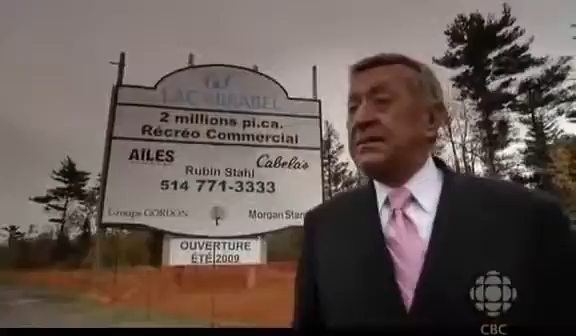 LAC MIRABEL
2 millions pi.ca.
Récréo Commercial
AILES
Cabela's
Rubin Stahl
514 771-3333
Groupe GORDON
Morgan Stan
OUVERTURE
ÉTÉ 2009
CBC